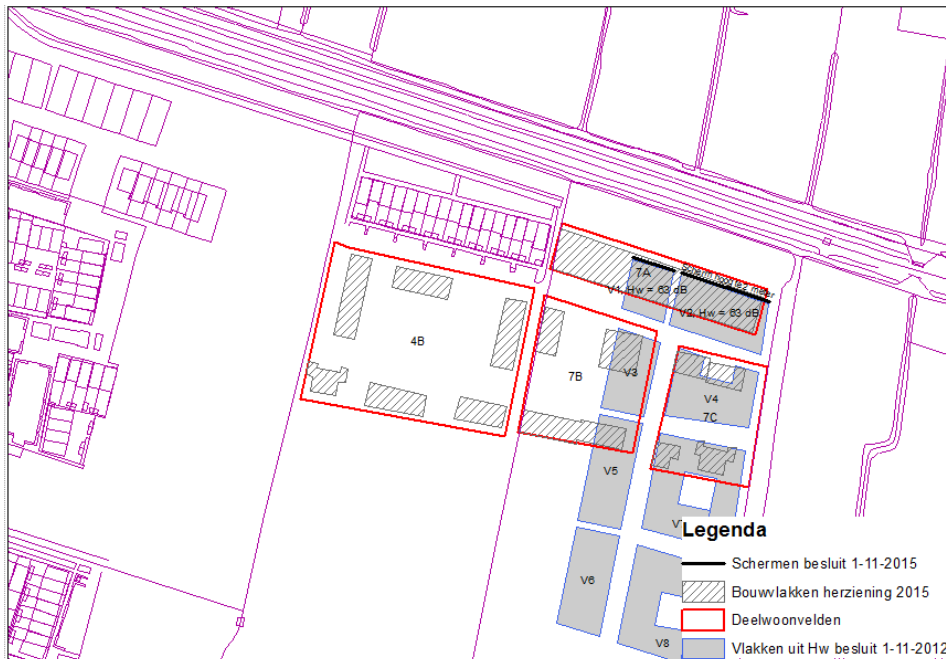 7A
V1, Hw = 63 dB
V2, Hw = 63 dB
4B
7B
V3
V4
7C
V5
V6
V8
Legenda
Schermen besluit 1-11-2015
Bouwvlakken herziening 2015
Deelwoonvelden
Vlakken uit Hw besluit 1-11-2012